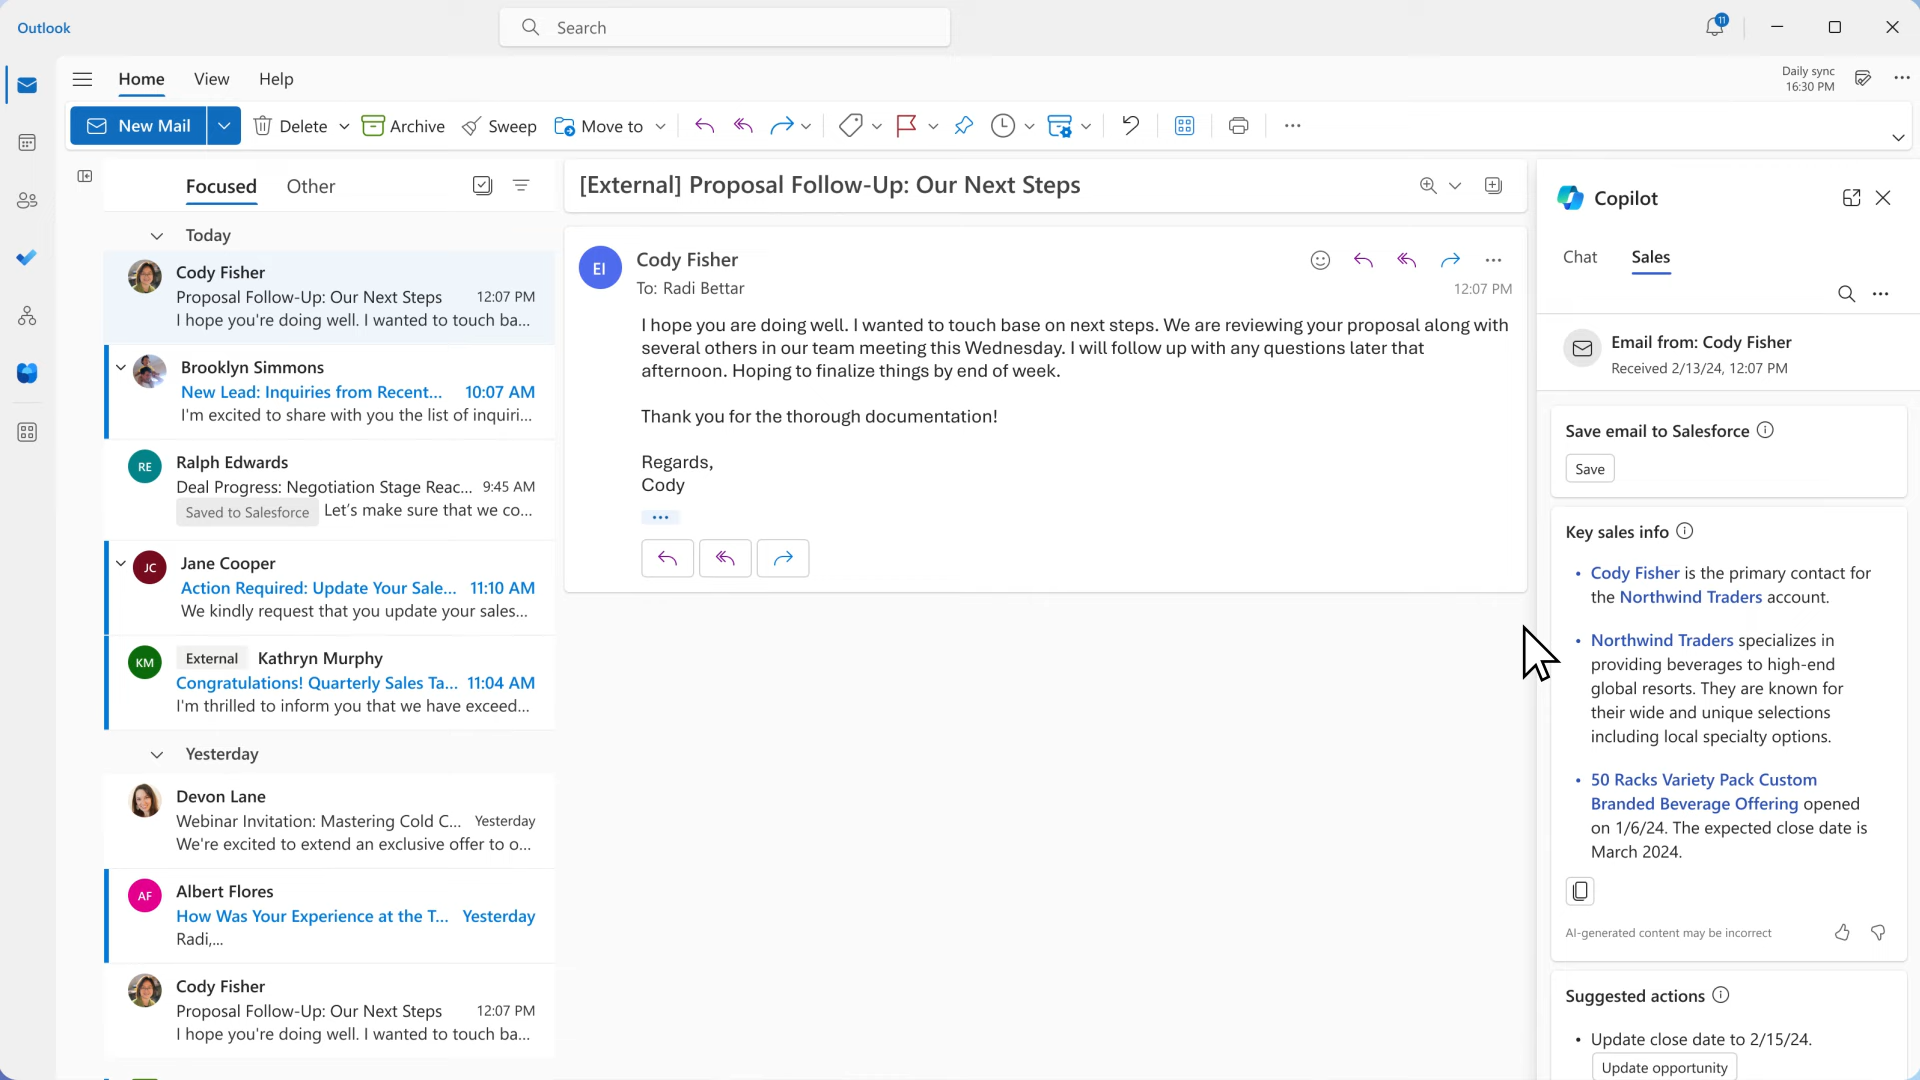 Outlook
Search
11
Home
View
Help
Daily sync
16:30 PM
New Mail
Delete
Archive
Sweep
Move to
Focused
Other
Today
Cody Fisher
Proposal Follow-Up: Our Next Steps 12:07 PM
I hope you're doing well. I wanted to touch ba...
Brooklyn Simmons
New Lead: Inquiries from Recent... 10:07 AM
I'm excited to share with you the list of inquiri...
RE
Ralph Edwards
Deal Progress: Negotiation Stage Reac... 9:45 AM
Saved to Salesforce Let's make sure that we co...
JC
Jane Cooper
Action Required: Update Your Sale... 11:10 AM
We kindly request that you update your sales...
KM
External Kathryn Murphy
Congratulations! Quarterly Sales Ta... 11:04 AM
I'm thrilled to inform you that we have exceed...
Yesterday
Devon Lane
Webinar Invitation: Mastering Cold C... Yesterday
We're excited to extend an exclusive offer to o...
AF
Albert Flores
How Was Your Experience at the T... Yesterday
Radi,...
Cody Fisher
Proposal Follow-Up: Our Next Steps 12:07 PM
I hope you're doing well. I wanted to touch ba...
[External] Proposal Follow-Up: Our Next Steps
EI
Cody Fisher
To: Radi Bettar
12:07 PM
I hope you are doing well. I wanted to touch base on next steps. We are reviewing your proposal along with
several others in our team meeting this Wednesday. I will follow up with any questions later that
afternoon. Hoping to finalize things by end of week.
Thank you for the thorough documentation!
Regards,
Cody
Copilot
Chat
Sales
Email from: Cody Fisher
Received 2/13/24, 12:07 PM
Save email to Salesforce
Save
Key sales info
• Cody Fisher is the primary contact for
the Northwind Traders account.
• Northwind Traders specializes in
providing beverages to high-end
global resorts. They are known for
their wide and unique selections
including local specialty options.
• 50 Racks Variety Pack Custom
Branded Beverage Offering opened
on 1/6/24. The expected close date is
March 2024.
AI-generated content may be incorrect
Suggested actions
• Update close date to 2/15/24.
Update opportunity